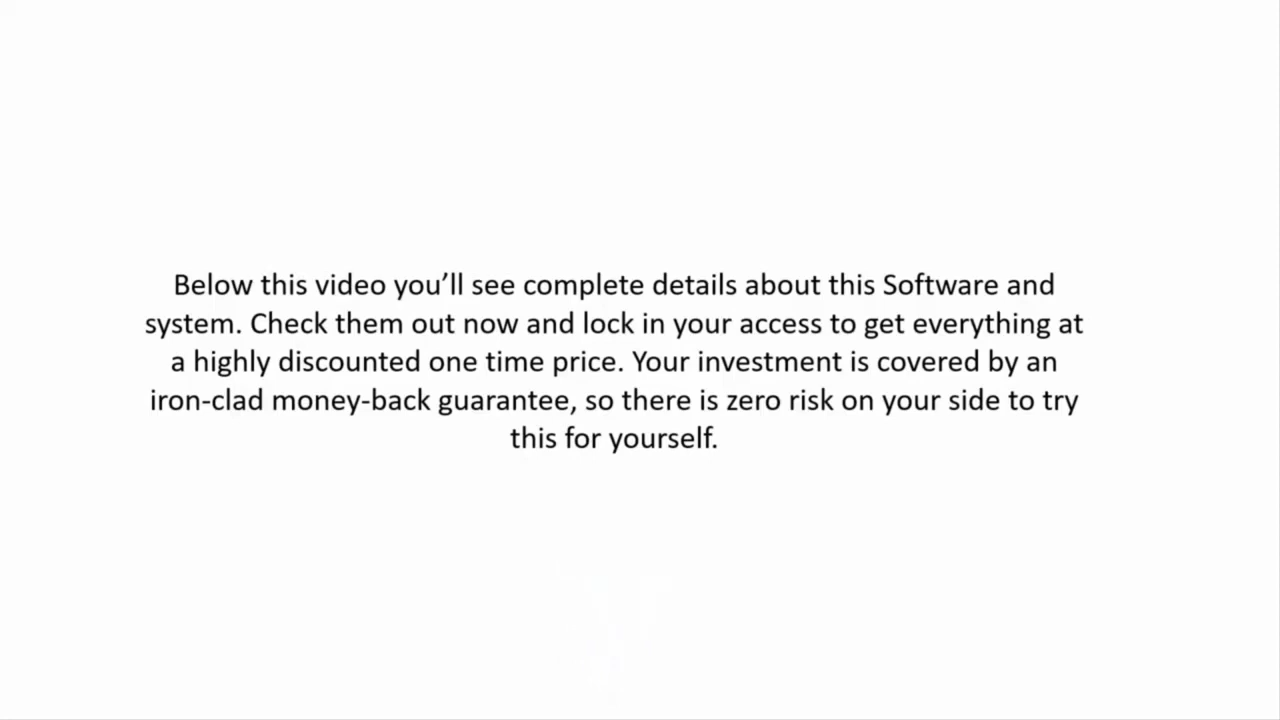 Below this video you’ll see complete details about this Software and
system. Check them out now and lock in your access to get everything at
a highly discounted one time price. Your investment is covered by an
iron-clad money-back guarantee, so there is zero risk on your side to try
this for yourself.